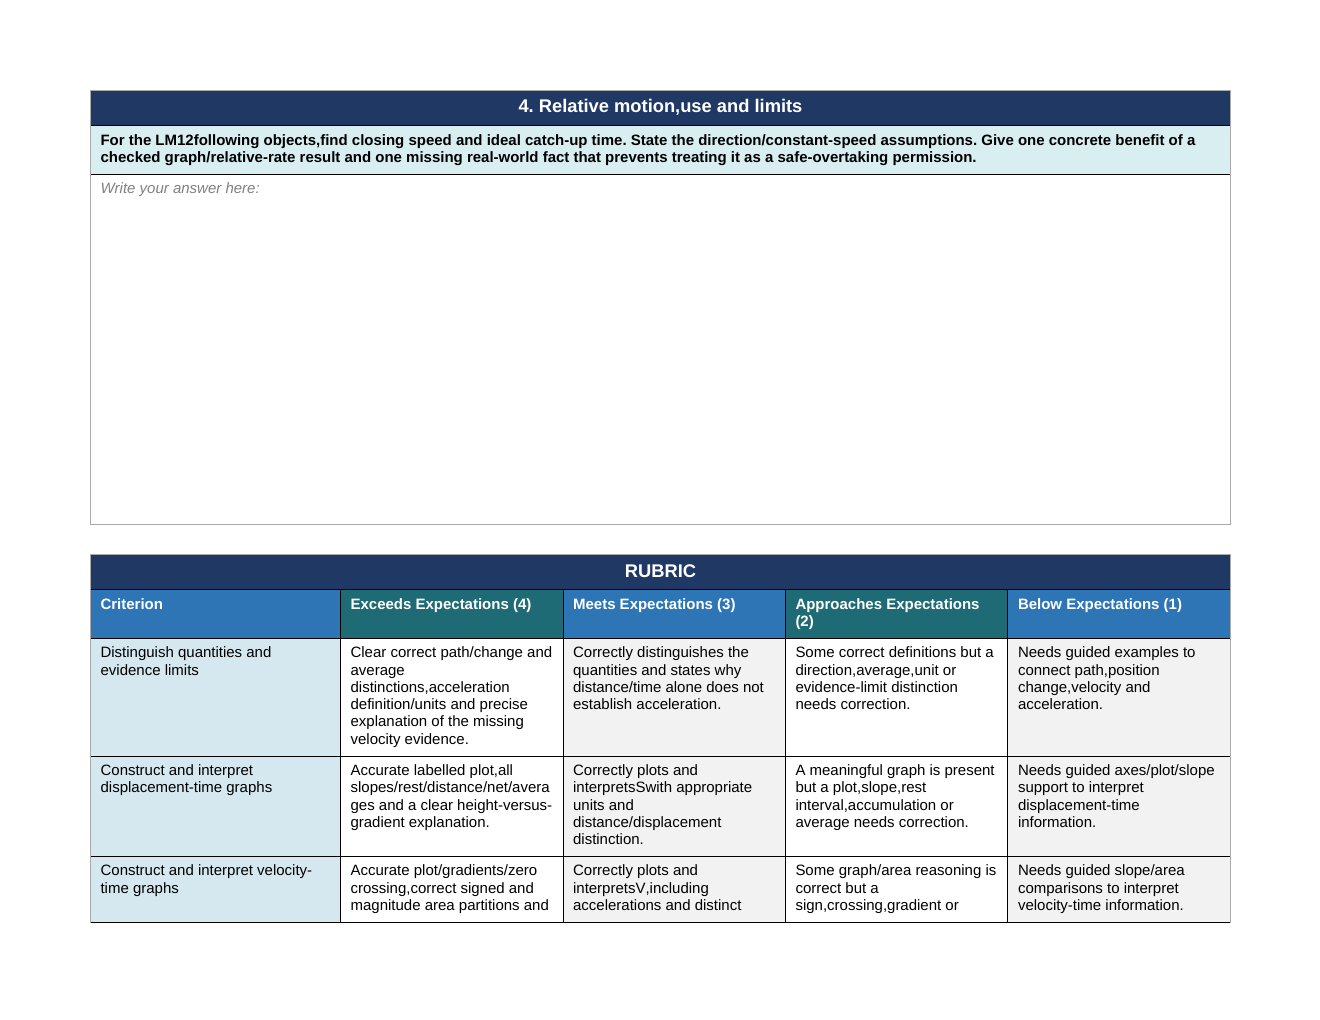 4. Relative motion,use and limits
For the LM12following objects,find closing speed and ideal catch-up time. State the direction/constant-speed assumptions. Give one concrete benefit of a
checked graph/relative-rate result and one missing real-world fact that prevents treating it as a safe-overtaking permission.
Write your answer here:
RUBRIC
Criterion
Exceeds Expectations (4)
Meets Expectations (3)
Approaches Expectations
(2)
Below Expectations (1)
Distinguish quantities and
evidence limits
Clear correct path/change and
average
distinctions,acceleration
definition/units and precise
explanation of the missing
velocity evidence.
Correctly distinguishes the
quantities and states why
distance/time alone does not
establish acceleration.
Some correct definitions but a
direction,average,unit or
evidence-limit distinction
needs correction.
Needs guided examples to
connect path,position
change,velocity and
acceleration.
Construct and interpret
displacement-time graphs
Accurate labelled plot,all
slopes/rest/distance/net/avera
ges and a clear height-versus-
gradient explanation.
Correctly plots and
interpretsSwith appropriate
units and
distance/displacement
distinction.
A meaningful graph is present
but a plot,slope,rest
interval,accumulation or
average needs correction.
Needs guided axes/plot/slope
support to interpret
displacement-time
information.
Construct and interpret velocity-
time graphs
Accurate plot/gradients/zero
crossing,correct signed and
magnitude area partitions and
Correctly plots and
interpretsV,including
accelerations and distinct
Some graph/area reasoning is
correct but a
sign,crossing,gradient or
Needs guided slope/area
comparisons to interpret
velocity-time information.